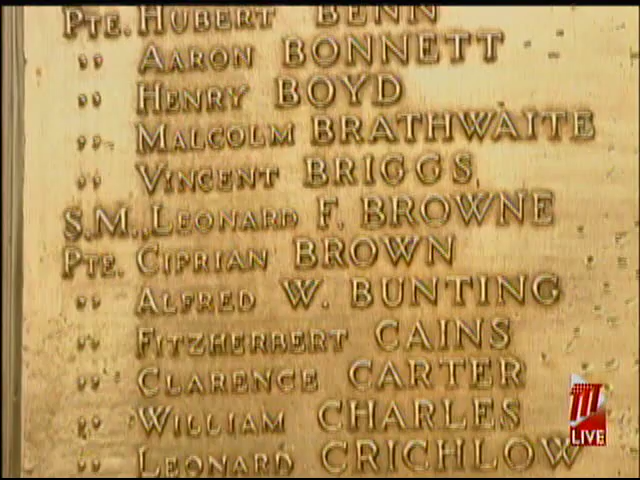 PTE. HUBERT BENN
,, AARON BONNETT
,, HENRY BOYD
,, MALCOLM BRATHWAITE
,, VINCENT BRIGGS
S.M., LEONARD F. BROWNE
PTE. CIPRIAN BROWN
,, ALFRED W. BUNTING
,, FITZHERBERT CAINS
,, CLARENCE CARTER
,, WILLIAM CHARLES
,, LEONARD CRICHLOW
LIVE